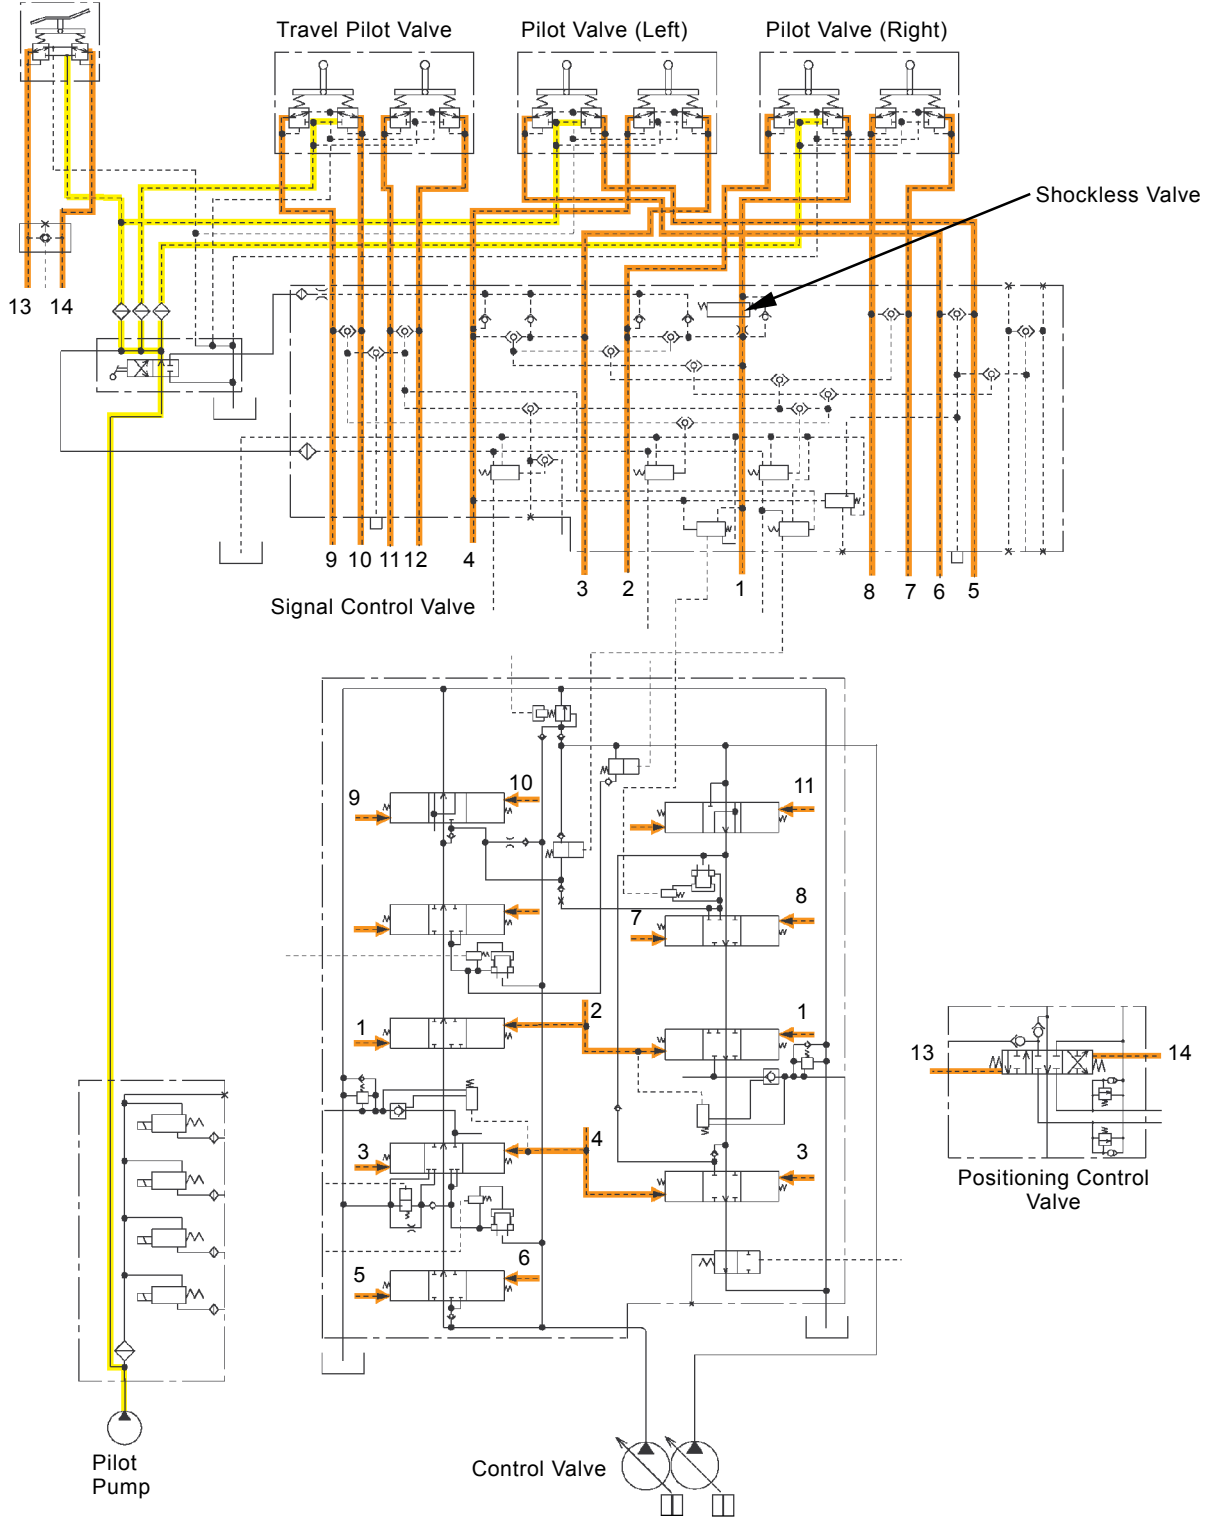 Travel Pilot Valve
Pilot Valve (Left)
Pilot Valve (Right)
Shockless Valve
13
14
9
10
11
12
4
3
2
1
8
7
6
5
Signal Control Valve
9
10
11
7
8
1
2
1
3
4
3
5
6
13
14
Positioning Control
Valve
Pilot
Pump
Control Valve